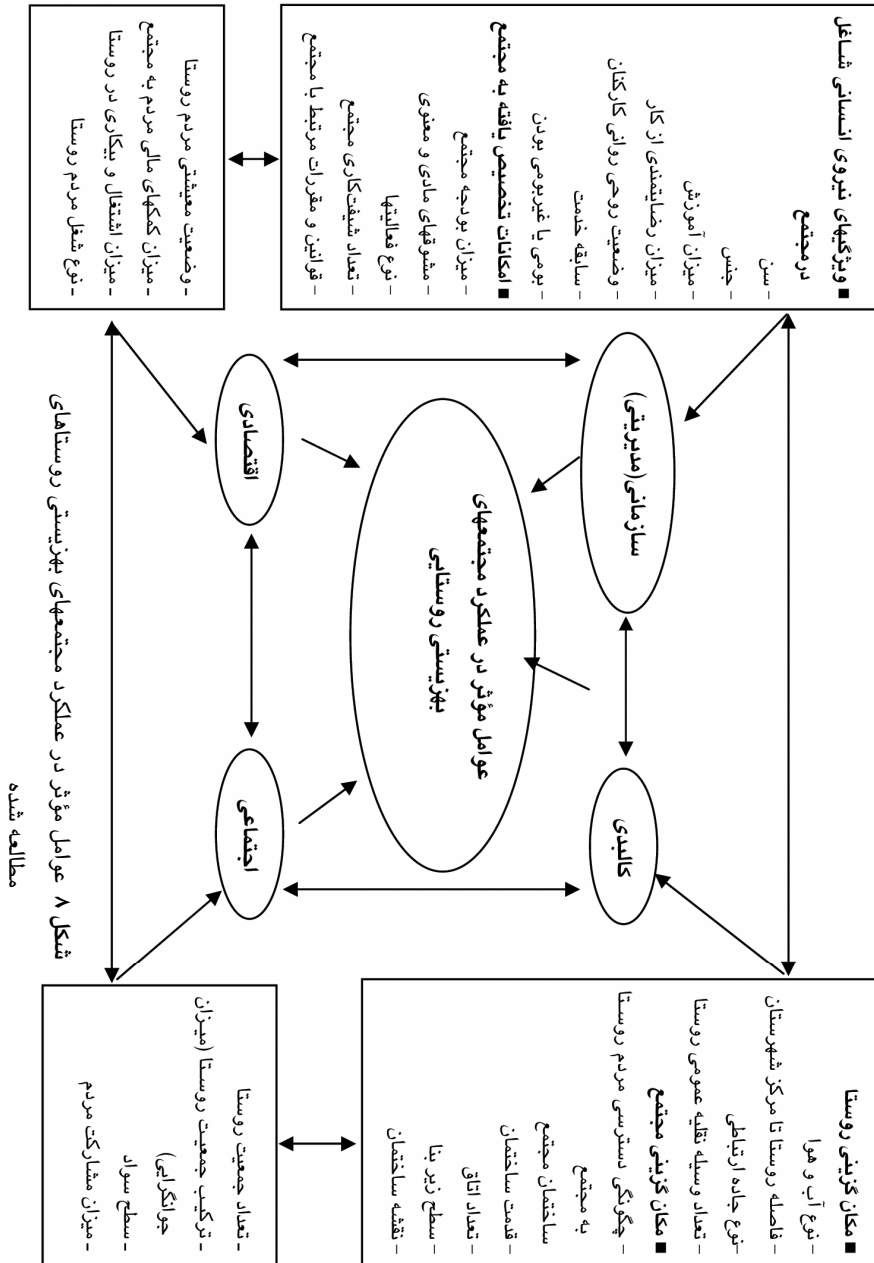 ■ ویژگیهای نیروی انسانی شاغل
در مجتمع
– سن
– جنس
– میزان آموزش
– میزان رضایتمندی از کار
– وضعیت روحی روانی کارکنان
– سابقه خدمت
– بومی یا غیربومی بودن
■ امکانات تخصیص یافته به مجتمع
– میزان بودجه مجتمع
– مشوقهای مادی و معنوی
– نوع فعالیتها
– تعداد شیفت‌کاری مجتمع
– قوانین و مقررات مرتبط با مجتمع
ـ وضعیت معیشتی مردم روستا
ـ میزان کمکهای مالی مردم به مجتمع
ـ میزان اشتغال و بیکاری در روستا
ـ نوع شغل مردم روستا
سازمانی(مدیریتی)
اقتصادی
عوامل مؤثر در عملکرد مجتمعهای
بهزیستی روستایی
کالبدی
اجتماعی
■ مکان گزینی روستا
– نوع آب و هوا
– فاصله روستا تا مرکز شهرستان
–نوع جاده ارتباطی
– تعداد وسیله نقلیه عمومی روستا
■ مکان گزینی مجتمع
– چگونگی دسترسی مردم روستا
به مجتمع
ساختمان مجتمع
– قدمت ساختمان
– تعداد اتاق
– سطح زیر بنا
– نقشه ساختمان
ـ تعداد جمعیت روستا
ـ ترکیب جمعیت روستا (میزان
جوانگرایی)
ـ سطح سواد
ـ میزان مشارکت مردم
شکل ۸ عوامل مؤثر در عملکرد مجتمعهای بهزیستی روستاهای
مطالعه شده